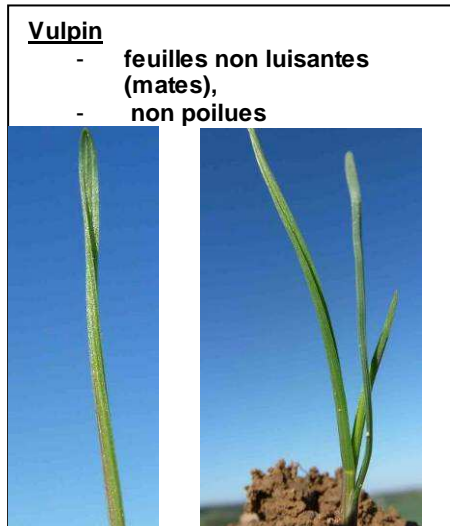 Vulpin
- feuilles non luisantes
(mates),
- non poilues